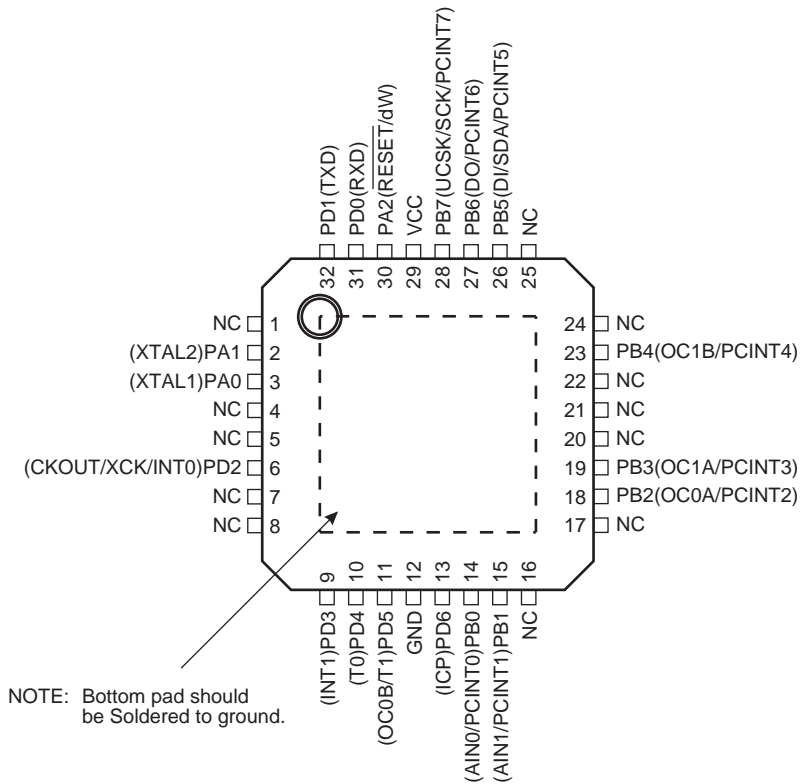 PD1(TXD)
PD0(RXD)
PA2(RESET/dW)
VCC
PB7(UCSK/SCK/PCINT7)
PB6(DO/PCINT6)
PB5(DI/SDA/PCINT5)
NC
32
31
30
29
28
27
26
25
NC 1
(XTAL2)PA1 2
(XTAL1)PA0 3
NC 4
NC 5
(CKOUT/XCK/INT0)PD2 6
NC 7
NC 8
24 NC
23 PB4(OC1B/PCINT4)
22 NC
21 NC
20 NC
19 PB3(OC1A/PCINT3)
18 PB2(OC0A/PCINT2)
17 NC
9
10
11
12
13
14
15
16
(INT1)PD3
(T0)PD4
(OC0B/T1)PD5
GND
(ICP)PD6
(AIN0/PCINT0)PB0
(AIN1/PCINT1)PB1
NC
NOTE: Bottom pad should
be Soldered to ground.